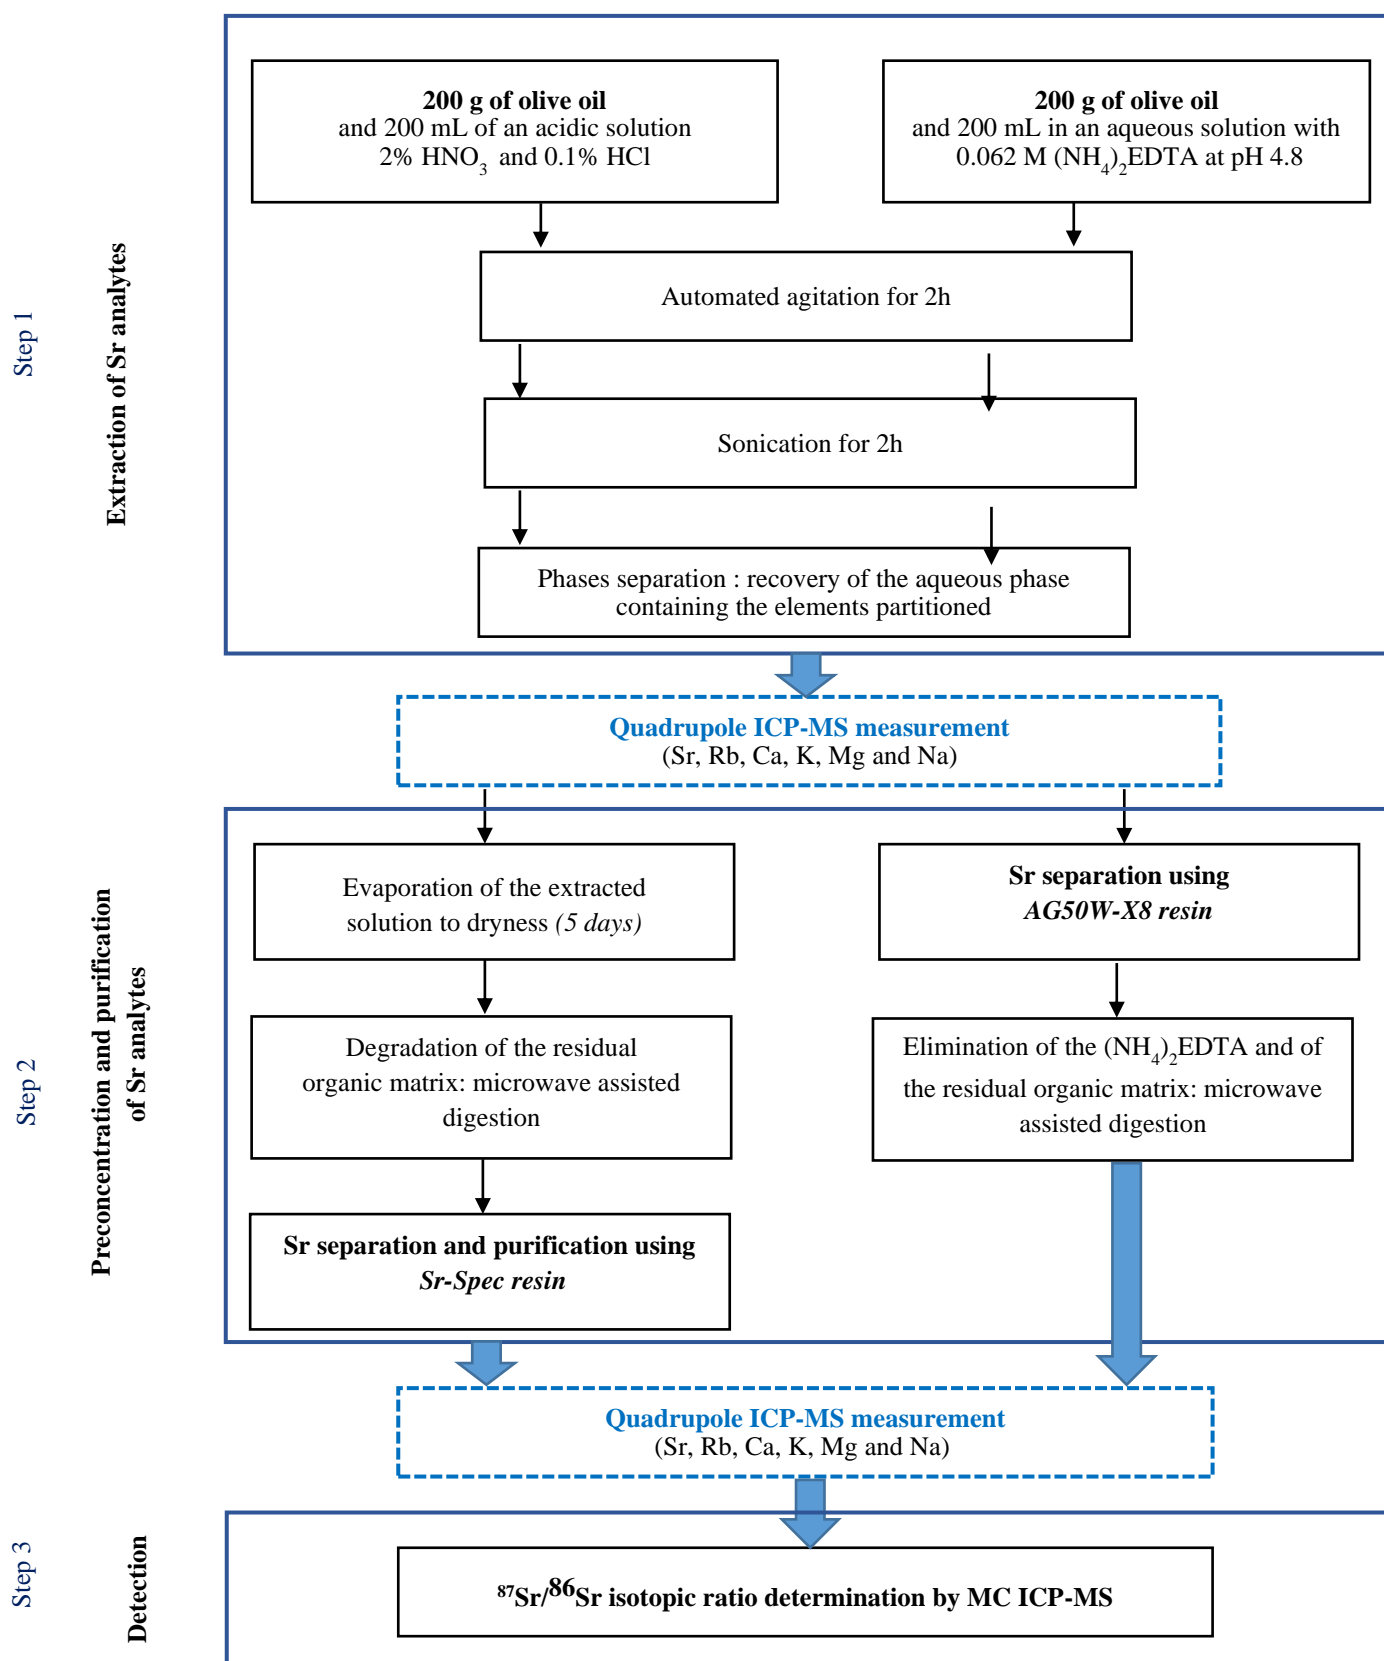 Step 1
Extraction of Sr analytes
200 g of olive oil
and 200 mL of an acidic solution
2% HNO₃ and 0.1% HCl
200 g of olive oil
and 200 mL in an aqueous solution with
0.062 M (NH₄)₂EDTA at pH 4.8
Automated agitation for 2h
Sonication for 2h
Phases separation : recovery of the aqueous phase
containing the elements partitioned
Quadrupole ICP-MS measurement
(Sr, Rb, Ca, K, Mg and Na)
Step 2
Preconcentration and purification
of Sr analytes
Evaporation of the extracted
solution to dryness (5 days)
Degradation of the residual
organic matrix: microwave assisted
digestion
Sr separation and purification using
Sr-Spec resin
Sr separation using
AG50W-X8 resin
Elimination of the (NH₄)₂EDTA and of
the residual organic matrix: microwave
assisted digestion
Quadrupole ICP-MS measurement
(Sr, Rb, Ca, K, Mg and Na)
Step 3
Detection
⁸⁷Sr/⁸⁶Sr isotopic ratio determination by MC ICP-MS